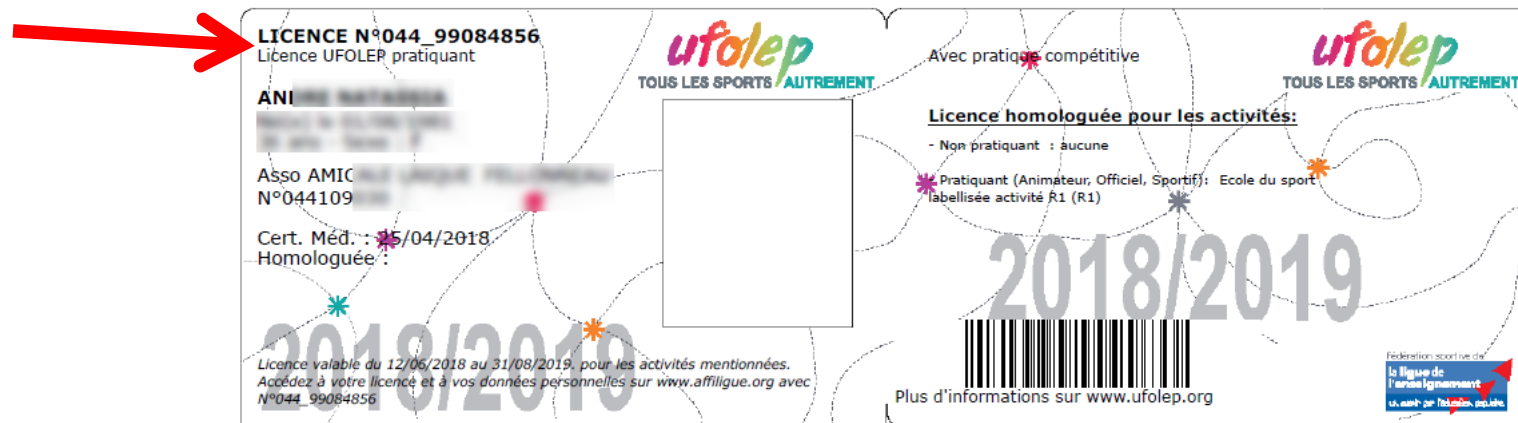 LICENCE N°044_99084856
Licence UFOLEP pratiquant
Asso
N°044109
Cert. Méd. : 25/04/2018
Homologuée :
2018/2019
Licence valable du 12/06/2018 au 31/08/2019. pour les activités mentionnées.
Accédez à votre licence et à vos données personnelles sur www.affiligue.org avec
N°044_99084856
ufolep
TOUS LES SPORTS AUTREMENT
Avec pratique compétitive
ufolep
TOUS LES SPORTS AUTREMENT
Licence homologuée pour les activités:
- Non pratiquant : aucune
- Pratiquant (Animateur, Officiel, Sportif): Ecole du sport
labellisée activité R1 (R1)
2018/2019
Plus d'informations sur www.ufolep.org
Fédération sportive de
la ligue de
l'enseignement